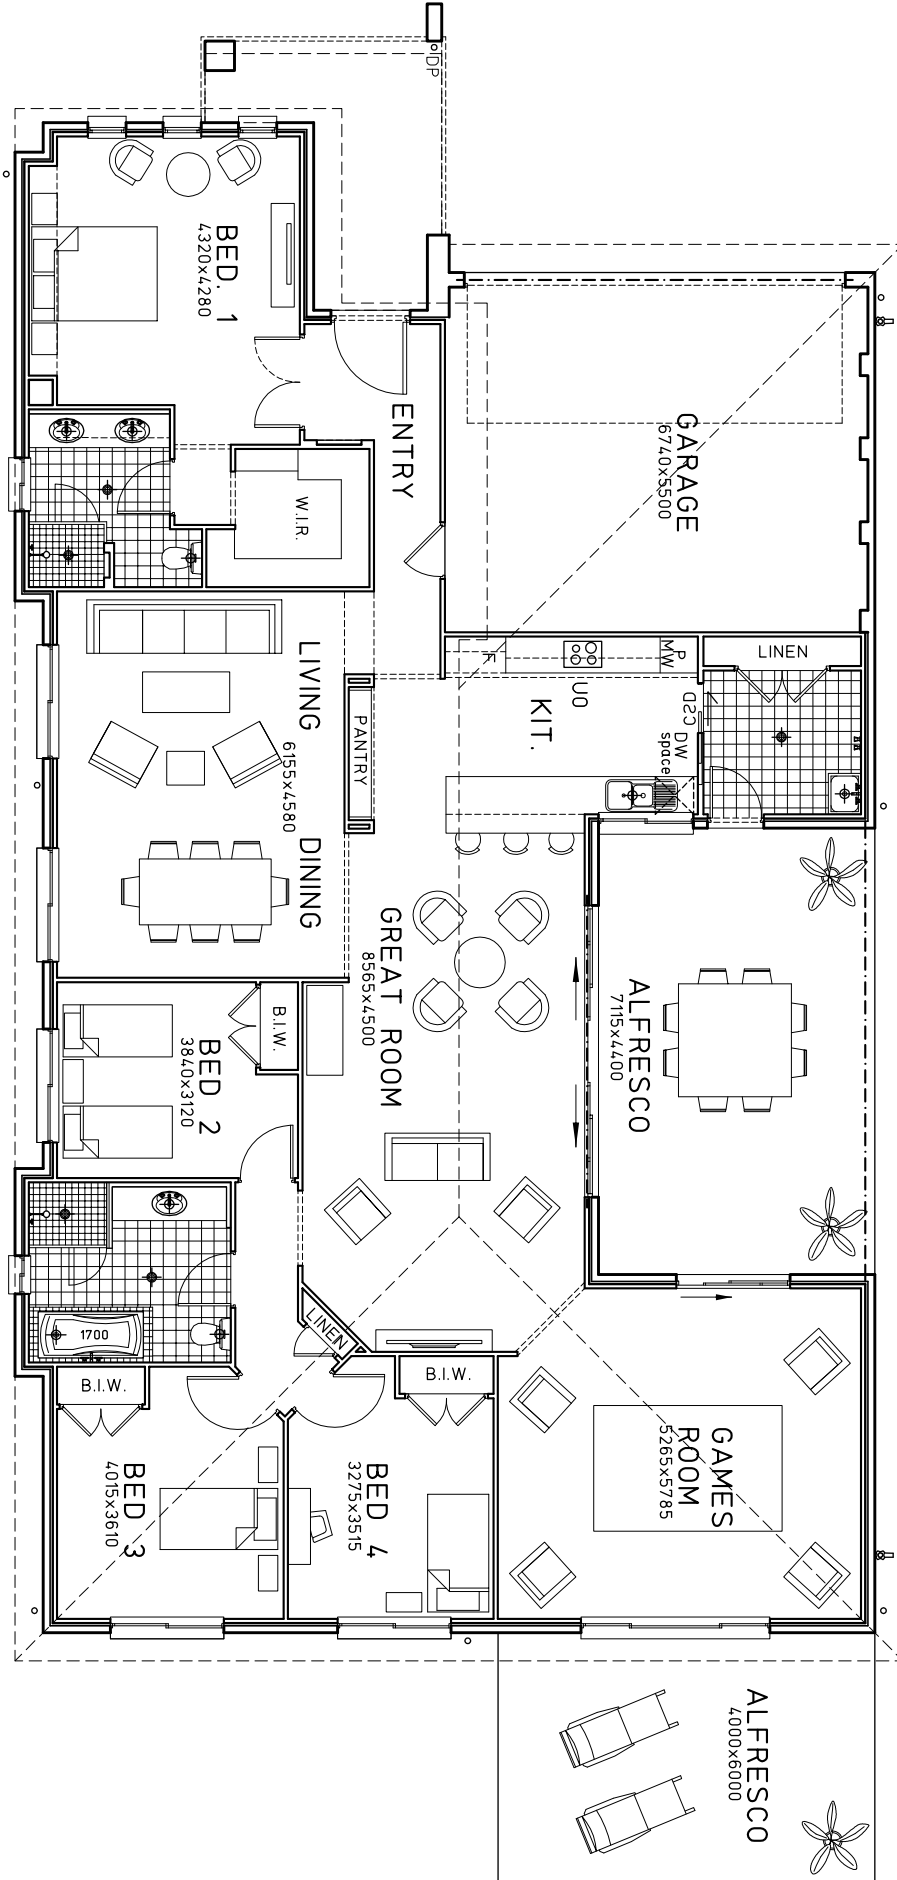 DP
BED. 1
4320x4280
ENTRY
GARAGE
6740x5500
W.I.R.
LIVING
6155x4580
DINING
PANTRY
F
UO
KIT.
P
MW
LINEN
CSD
DW
space
GREAT ROOM
8565x4500
ALFRESCO
7115x4400
B.I.W.
BED 2
3840x3120
1700
LINEN
B.I.W.
B.I.W.
BED 3
4015x3610
BED 4
3275x3515
GAMES
ROOM
5265x5785
ALFRESCO
4000x6000